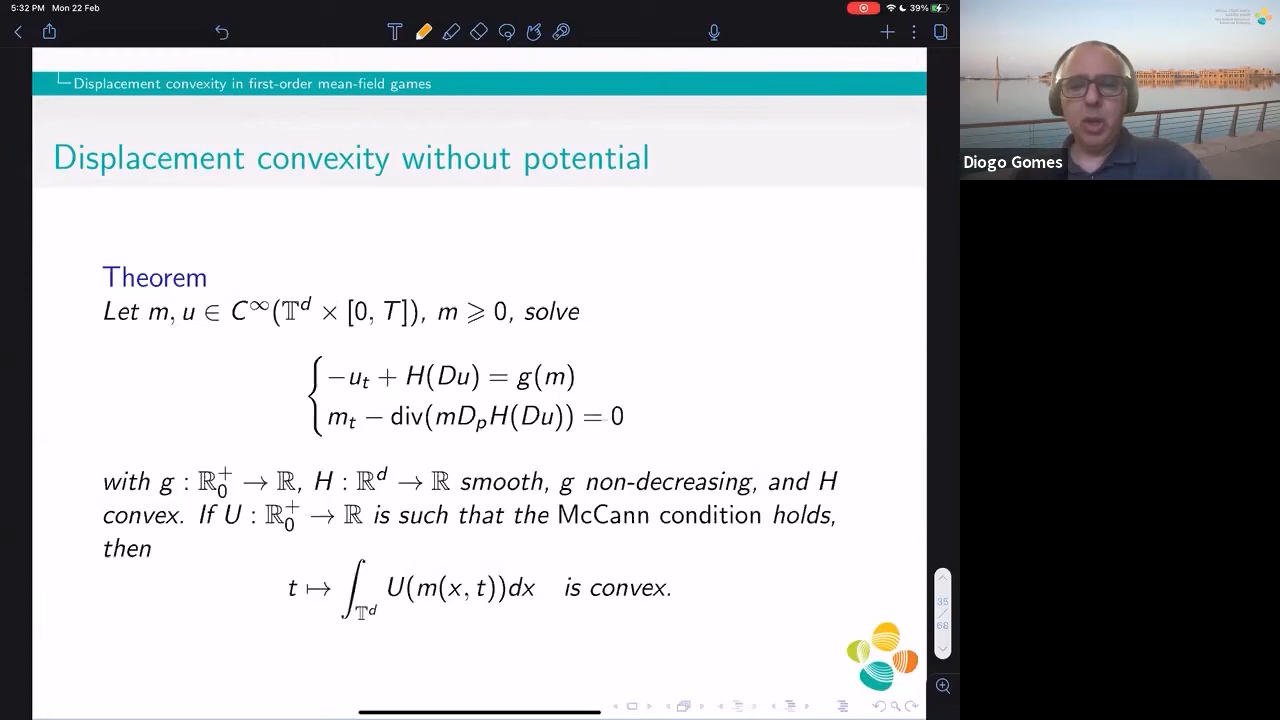 5:32 PM Mon 22 Feb
39%
T
Displacement convexity in first-order mean-field games
Displacement convexity without potential
Diogo Gomes
Theorem
Let m, u ∈ C^∞(𝕋^d × [0, T]), m ⩾ 0, solve
−u_t + H(Du) = g(m)
m_t − div(mD_pH(Du)) = 0
with g : ℝ_0^+ → ℝ, H : ℝ^d → ℝ smooth, g non-decreasing, and H
convex. If U : ℝ_0^+ → ℝ is such that the McCann condition holds,
then
t ↦ ∫_{𝕋^d} U(m(x, t))dx is convex.
35
/
68